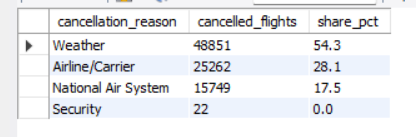 cancellation_reason cancelled_flights share_pct
Weather 48851 54.3
Airline/Carrier 25262 28.1
National Air System 15749 17.5
Security 22 0.0